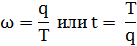 ω = q/T или t = T/q